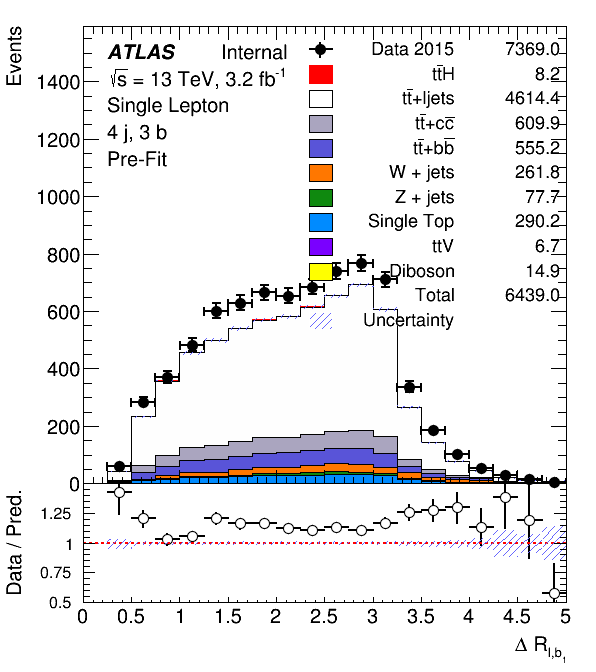 ATLAS Internal
√s = 13 TeV, 3.2 fb⁻¹
Single Lepton
4 j, 3 b
Pre-Fit
Data 2015 7369.0
tt̄H 8.2
tt̄+ljets 4614.4
tt̄+cc̄ 609.9
tt̄+bb̄ 555.2
W + jets 261.8
Z + jets 77.7
Single Top 290.2
ttV 6.7
Diboson 14.9
Total 6439.0
Uncertainty
Events
1400
1200
1000
800
600
400
200
0
Data / Pred.
1.25
1
0.75
0.5
0 0.5 1 1.5 2 2.5 3 3.5 4 4.5 5
Δ R l,b₁